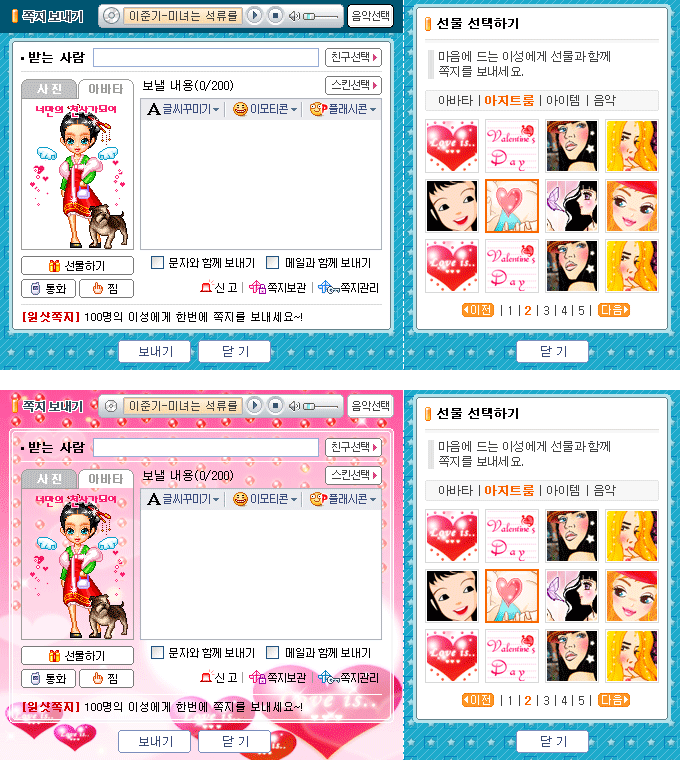 쪽지 보내기
이준기-미녀는 석류를
음악선택
받는 사람
친구선택
사 진
아바타
보낼 내용(0/200)
스킨선택
너만의 천사가되어
글씨꾸미기
이모티콘
플래시콘
선물하기
문자와 함께 보내기
메일과 함께 보내기
통화
찜
신 고
쪽지보관
쪽지관리
[일상쪽지] 100명의 이성에게 한번에 쪽지를 보내세요~!
보내기
닫 기
선물 선택하기
마음에 드는 이성에게 선물과 함께
쪽지를 보내세요.
아바타 | 아지트룸 | 아이템 | 음악
Love is..
Valentine's
Day
Love is..
Valentine's
Day
이전 | 1 | 2 | 3 | 4 | 5 | 다음
닫 기
쪽지 보내기
이준기-미녀는 석류를
음악선택
받는 사람
친구선택
사 진
아바타
보낼 내용(0/200)
스킨선택
너만의 천사가되어
글씨꾸미기
이모티콘
플래시콘
선물하기
문자와 함께 보내기
메일과 함께 보내기
통화
찜
신 고
쪽지보관
쪽지관리
[일상쪽지] 100명의 이성에게 한번에 쪽지를 보내세요~!
Love is..
Love is..
Love is..
보내기
닫 기
선물 선택하기
마음에 드는 이성에게 선물과 함께
쪽지를 보내세요.
아바타 | 아지트룸 | 아이템 | 음악
Love is..
Valentine's
Day
Love is..
Valentine's
Day
이전 | 1 | 2 | 3 | 4 | 5 | 다음
닫 기